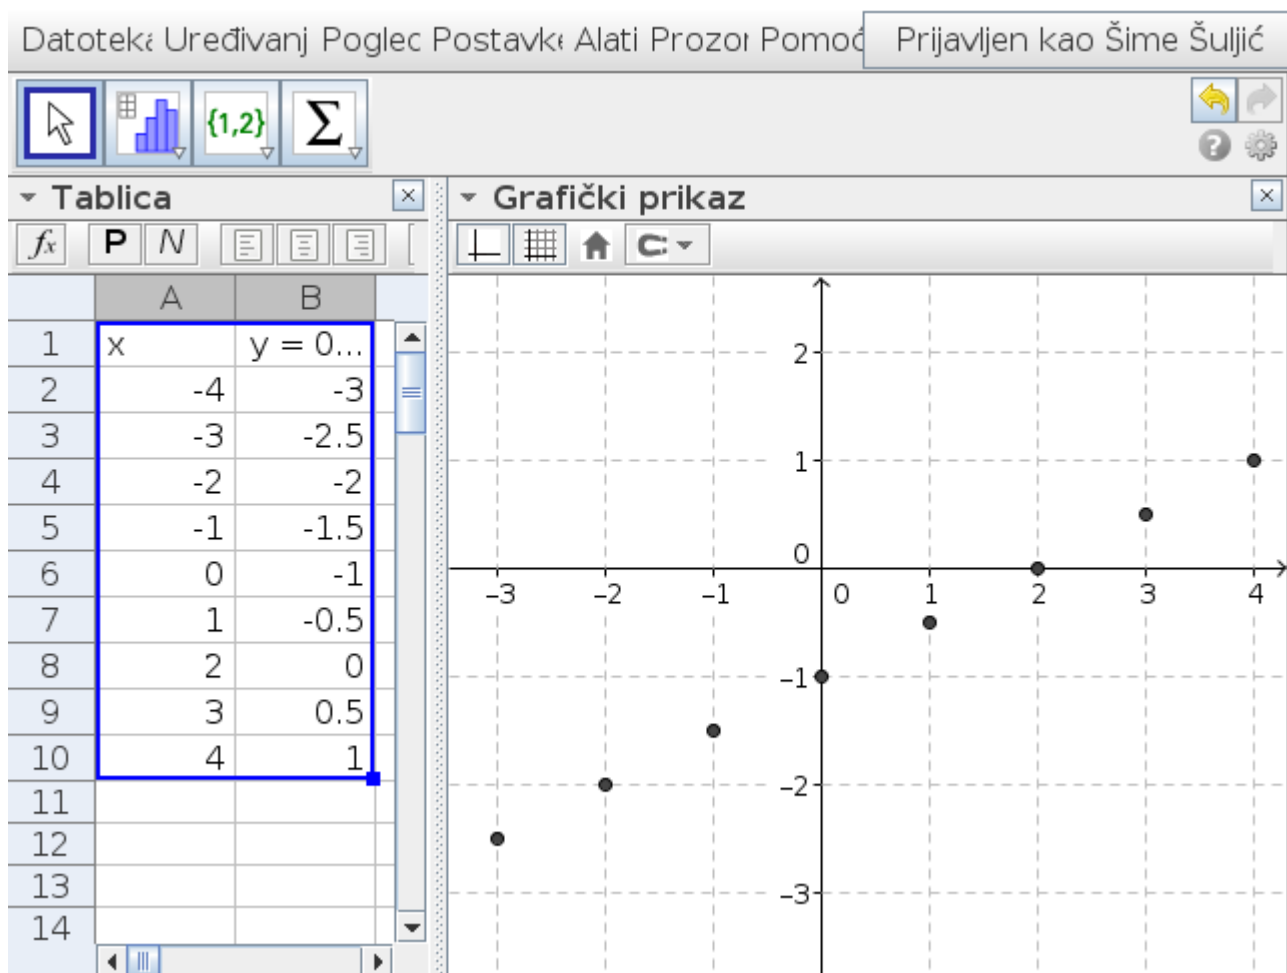 Datoteka Uređivanj Pogled Postavke Alati Prozor Pomoć Prijavljen kao Šime Šuljić
{1,2} Σ
Tablica
Grafički prikaz
fx P N
A B
1 x y = 0...
2 -4 -3
3 -3 -2.5
4 -2 -2
5 -1 -1.5
6 0 -1
7 1 -0.5
8 2 0
9 3 0.5
10 4 1
11
12
13
14
2
1
0
-3 -2 -1 0 1 2 3 4
-1
-2
-3